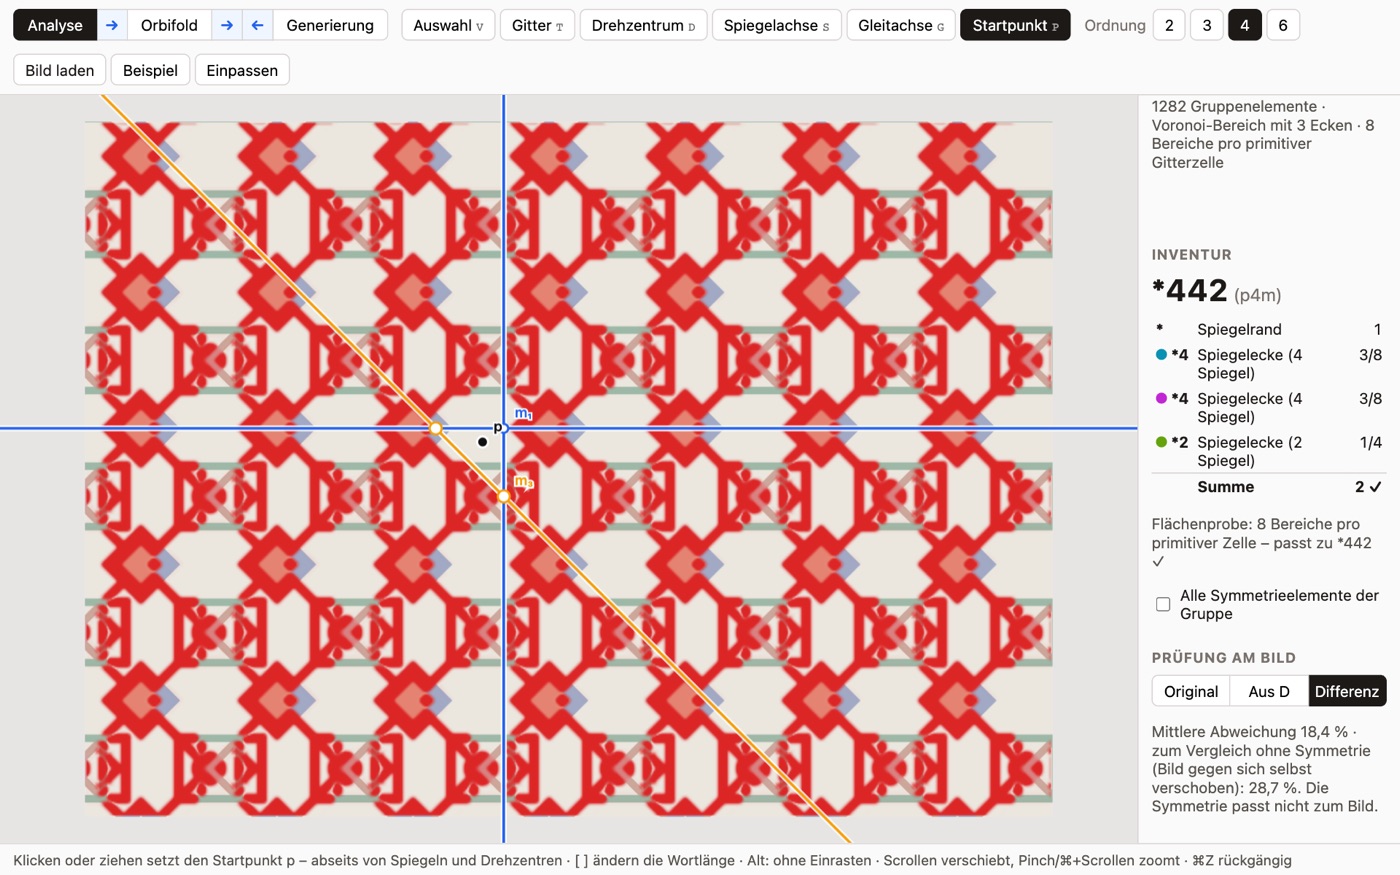 Analyse → Orbifold → ← Generierung Auswahl V Gitter T Drehzentrum D Spiegelachse S Gleitachse G Startpunkt P Ordnung 2 3 4 6
Bild laden Beispiel Einpassen
1282 Gruppenelemente ·
Voronoi-Bereich mit 3 Ecken · 8
Bereiche pro primitiver
Gitterzelle
INVENTUR
*442 (p4m)
* Spiegelrand 1
*4 Spiegelecke (4 3/8
Spiegel)
*4 Spiegelecke (4 3/8
Spiegel)
*2 Spiegelecke (2 1/4
Spiegel)
Summe 2 ✓
Flächenprobe: 8 Bereiche pro
primitiver Zelle – passt zu *442
✓
Alle Symmetrieelemente der
Gruppe
PRÜFUNG AM BILD
Original Aus D Differenz
Mittlere Abweichung 18,4 % ·
zum Vergleich ohne Symmetrie
(Bild gegen sich selbst
verschoben): 28,7 %. Die
Symmetrie passt nicht zum Bild.
m₁
p
Klicken oder ziehen setzt den Startpunkt p – abseits von Spiegeln und Drehzentren · [ ] ändern die Wortlänge · Alt: ohne Einrasten · Scrollen verschiebt, Pinch/⌘+Scrollen zoomt · ⌘Z rückgängig